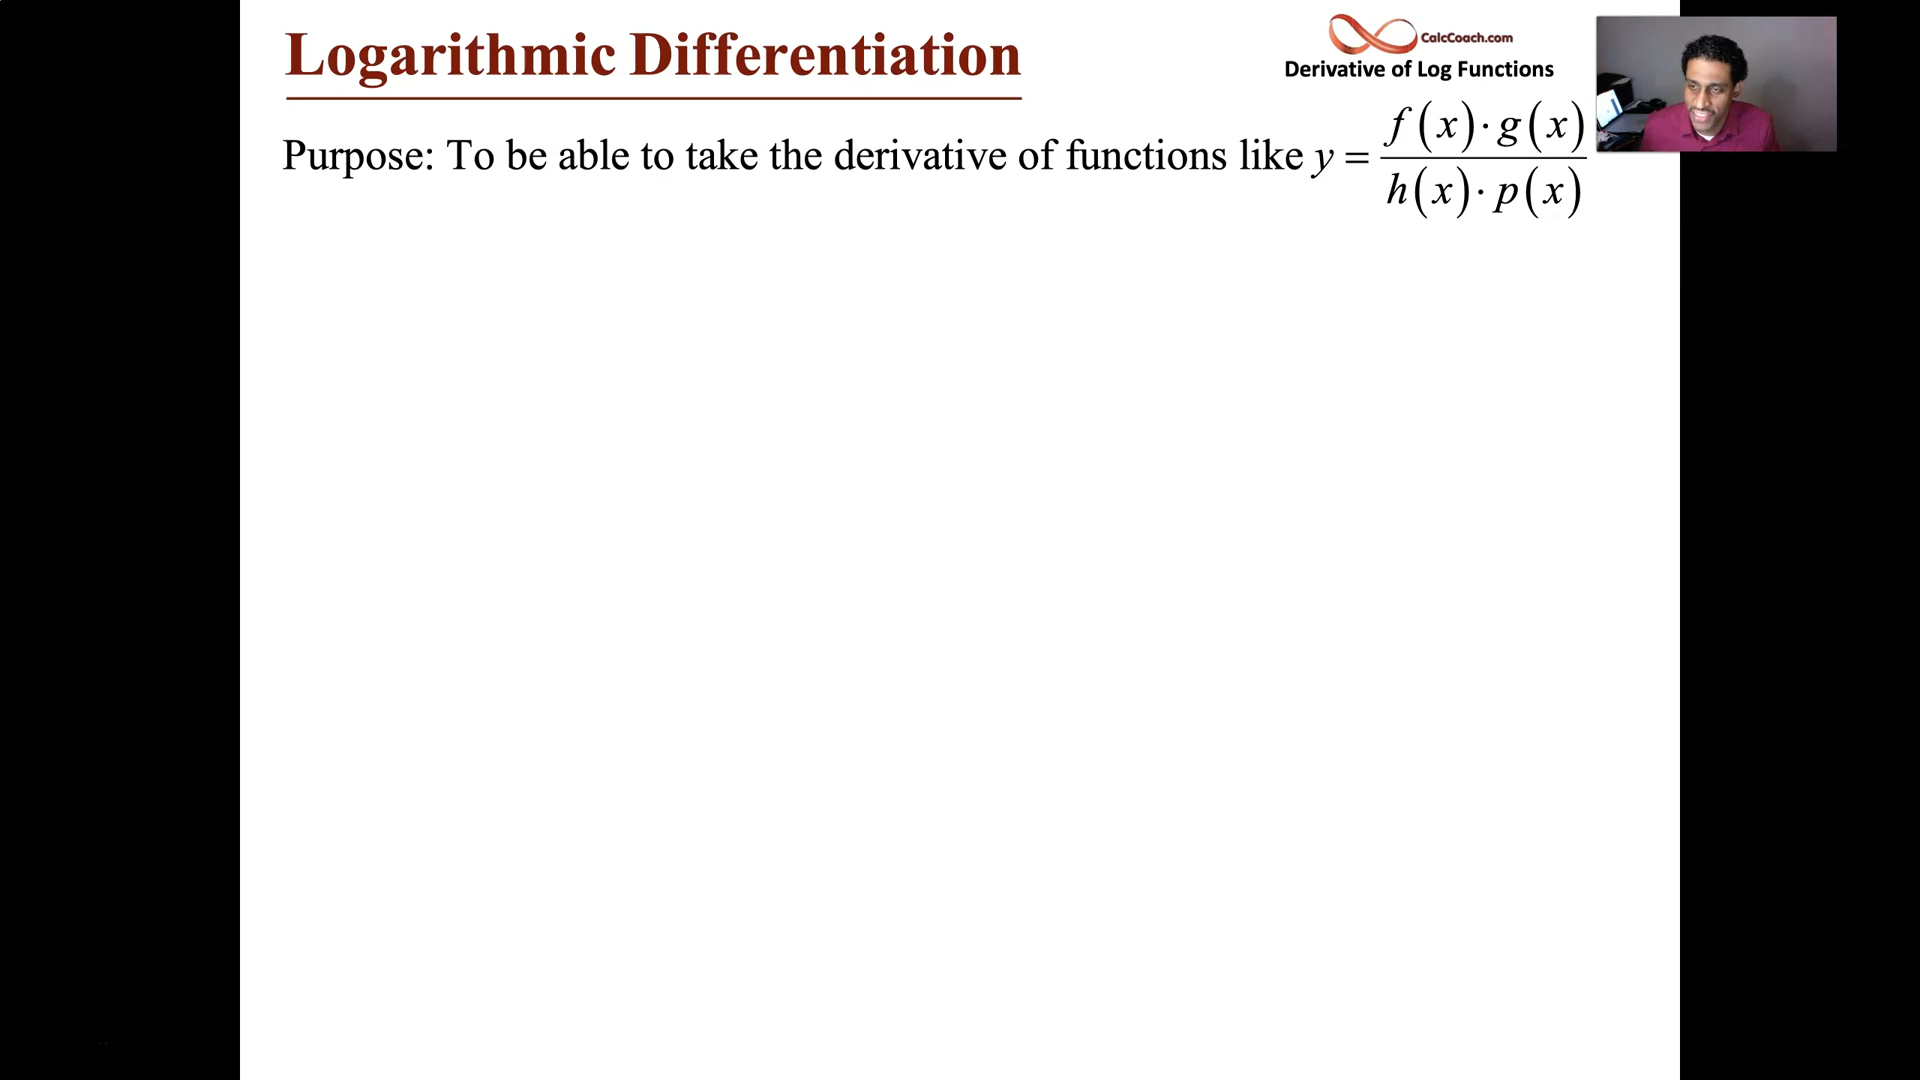 Logarithmic Differentiation
CalcCoach.com
Derivative of Log Functions
Purpose: To be able to take the derivative of functions like y = f(x)·g(x) / h(x)·p(x)